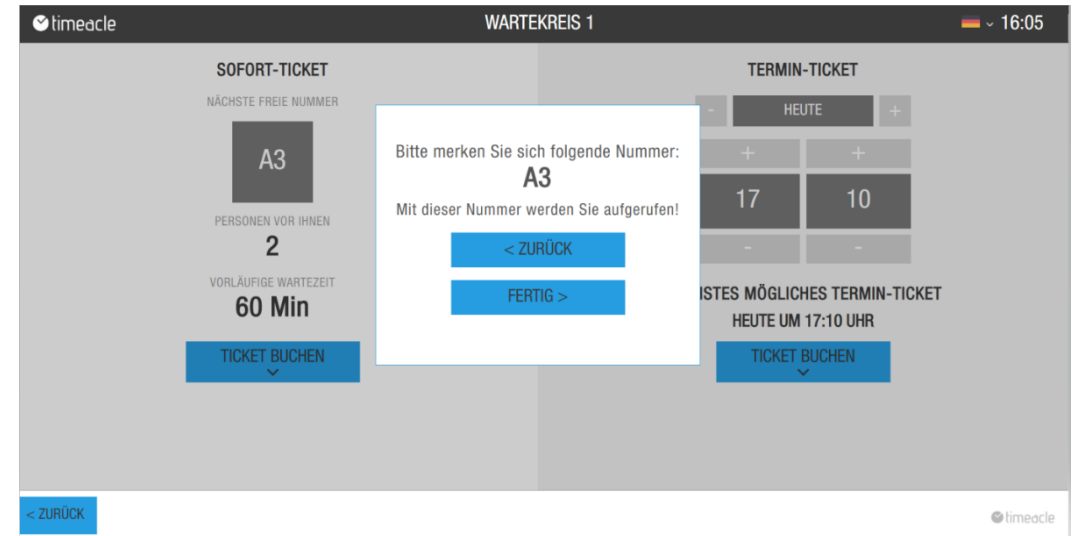 timeacle
WARTEKREIS 1
16:05
SOFORT-TICKET
NÄCHSTE FREIE NUMMER
A3
PERSONEN VOR IHNEN
2
VORLÄUFIGE WARTEZEIT
60 Min
TICKET BUCHEN
Bitte merken Sie sich folgende Nummer:
A3
Mit dieser Nummer werden Sie aufgerufen!
< ZURÜCK
FERTIG >
TERMIN-TICKET
- HEUTE +
+ +
17 10
- -
MÖGLICHES TERMIN-TICKET
HEUTE UM 17:10 UHR
TICKET BUCHEN
< ZURÜCK
timeacle